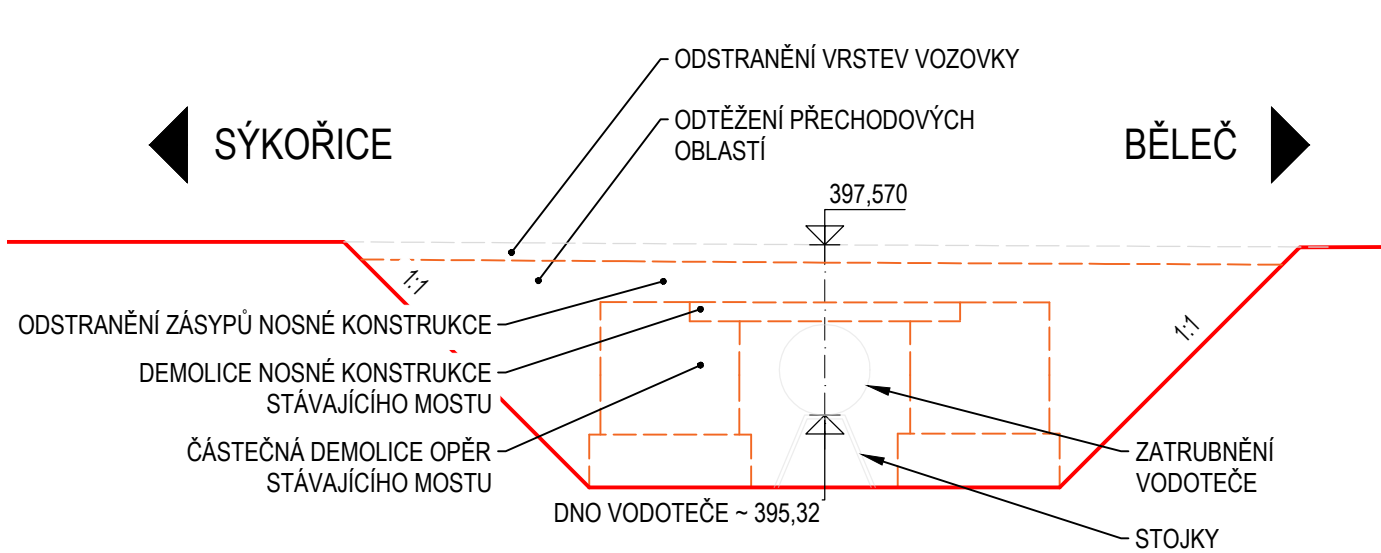 ODSTRANĚNÍ VRSTEV VOZOVKY
ODTĚŽENÍ PŘECHODOVÝCH
OBLASTÍ
SÝKOŘICE
BĚLEČ
397,570
1:1
1:1
ODSTRANĚNÍ ZÁSYPŮ NOSNÉ KONSTRUKCE
DEMOLICE NOSNÉ KONSTRUKCE
STÁVAJÍCÍHO MOSTU
ČÁSTEČNÁ DEMOLICE OPĚR
STÁVAJÍCÍHO MOSTU
ZATRUBNĚNÍ
VODOTEČE
DNO VODOTEČE ~ 395,32
STOJKY